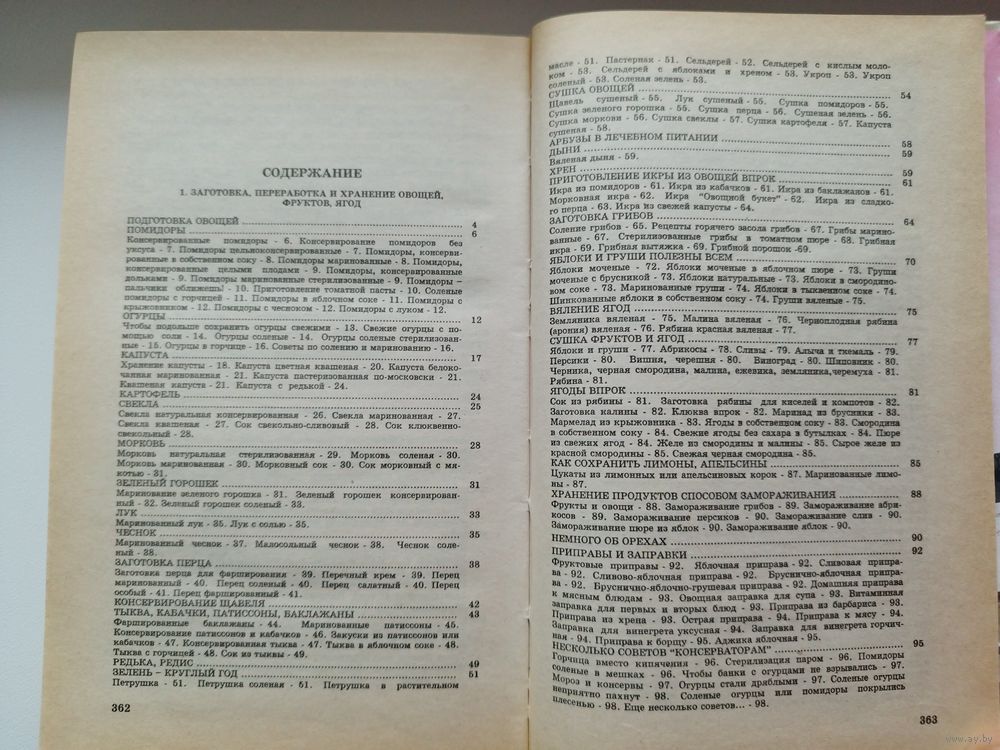 СОДЕРЖАНИЕ
1. ЗАГОТОВКА, ПЕРЕРАБОТКА И ХРАНЕНИЕ ОВОЩЕЙ,
ФРУКТОВ, ЯГОД
ПОДГОТОВКА ОВОЩЕЙ 4
ПОМИДОРЫ 6
Консервированные помидоры - 6. Консервирование помидоров без
уксуса - 7. Помидоры цельноконсервированные - 7. Помидоры, консерви-
рованные в собственном соку - 8. Помидоры маринованные - 8. Помидоры,
консервированные целыми плодами - 9. Помидоры, консервированные
дольками - 9. Помидоры маринованные стерилизованные - 9. Помидоры –
пальчики оближешь! - 10. Приготовление томатной пасты - 10. Соленые
помидоры с горчицей - 11. Помидоры в яблочном соке - 11. Помидоры с
крыжовником - 12. Помидоры с чесноком - 12. Помидоры с луком - 12.
ОГУРЦЫ 12
Чтобы подольше сохранить огурцы свежими - 13. Свежие огурцы с по-
мощью соли - 14. Огурцы соленые - 14. Огурцы соленые стерилизован-
ные - 15. Огурцы в горчице - 16. Советы по солению и маринованию - 16.
КАПУСТА 17
Хранение капусты - 18. Капуста цветная квашеная - 20. Капуста белоко-
чанная маринованная - 21. Капуста пастеризованная по-московски - 21.
Квашеная капуста - 21. Капуста с редькой - 24.
КАРТОФЕЛЬ 24
СВЕКЛА 25
Свекла натуральная консервированная - 26. Свекла маринованная - 27.
Свекла квашеная - 27. Сок свекольно-сливовый - 28. Сок клюквенно-
свекольный - 28.
МОРКОВЬ 28
Морковь натуральная стерилизованная - 29. Морковь соленая - 30.
Морковь маринованная - 30. Морковный сок - 30. Сок морковный с мя-
котью - 31.
ЗЕЛЕНЫЙ ГОРОШЕК 31
Маринование зеленого горошка - 31. Зеленый горошек консервирован-
ный - 32. Зеленый горошек соленый - 33.
ЛУК 33
Маринованный лук - 35. Лук с солью - 35.
ЧЕСНОК 35
Маринованный чеснок - 37. Малосольный чеснок - 38. Чеснок соле-
ный - 38.
ЗАГОТОВКА ПЕРЦА 38
Заготовка перца для фарширования - 39. Перечный крем - 39. Перец
маринованный - 40. Перец соленый - 40. Перец салатный - 40. Перец
особый - 41. Перец фаршированный - 41.
КОНСЕРВИРОВАНИЕ ЩАВЕЛЯ 42
ТЫКВА, КАБАЧКИ, ПАТИССОНЫ, БАКЛАЖАНЫ 43
Фаршированные баклажаны - 44. Маринованные патиссоны - 45.
Консервирование патиссонов и кабачков - 46. Закуски из патиссонов или
кабачков - 47. Консервированная тыква - 47. Тыква в яблочном соке - 48.
Тыква с горчицей - 48. Сок из тыквы - 49.
РЕДЬКА, РЕДИС 49
ЗЕЛЕНЬ – КРУГЛЫЙ ГОД 51
Петрушка - 51. Петрушка соленая - 51. Петрушка в растительном
362
масле - 51. Пастернак - 51. Сельдерей - 52. Сельдерей с кислым моло-
ком - 53. Сельдерей с яблоками и хреном - 53. Укроп - 53. Укроп
соленый - 53. Соленая зелень - 53.
СУШКА ОВОЩЕЙ 54
Щавель сушеный - 55. Лук сушеный - 55. Сушка помидоров - 55.
Сушка зеленого горошка - 55. Сушка перца - 56. Сушеная зелень - 56.
Сушка моркови - 56. Сушка свеклы - 57. Сушка картофеля - 57. Капуста
сушеная - 58.
АРБУЗЫ В ЛЕЧЕБНОМ ПИТАНИИ 58
ДЫНИ 59
Вяленая дыня - 59.
ХРЕН 59
ПРИГОТОВЛЕНИЕ ИКРЫ ИЗ ОВОЩЕЙ ВПРОК 61
Икра из помидоров - 61. Икра из кабачков - 61. Икра из баклажанов - 61.
Морковная икра - 62. Икра "Овощной букет" - 62. Икра из сладко-
го перца - 63. Икра из свежей капусты - 64.
ЗАГОТОВКА ГРИБОВ 64
Соление грибов - 65. Рецепты горячего засола грибов - 67. Грибы марино-
ванные - 67. Стерилизованные грибы в томатном пюре - 68. Грибная
икра - 69. Грибная вытяжка - 69. Грибной порошок -69.
ЯБЛОКИ И ГРУШИ ПОЛЕЗНЫ ВСЕМ 70
Яблоки моченые - 72. Яблоки моченые в яблочном пюре - 73. Груши
моченые с брусникой - 73. Яблоки натуральные - 73. Яблоки в смородино-
вом соке - 73. Маринованные груши - 74. Яблоки в тыквенном соке - 74.
Шинкованные яблоки в собственном соку - 74. Груши вяленые - 75.
ВЯЛЕНИЕ ЯГОД 75
Земляника вяленая - 75. Малина вяленая - 76. Черноплодная рябина
(арония) вяленая - 76. Рябина красная вяленая - 77.
СУШКА ФРУКТОВ И ЯГОД 77
Яблоки и груши - 77. Абрикосы - 78. Сливы - 79. Алыча и ткемаль - 79.
Персики - 80. Вишня, черешня - 80. Виноград - 80. Шиповник - 80.
Черника, черная смородина, малина, ежевика, земляника,черемуха - 81.
Рябина - 81.
ЯГОДЫ ВПРОК 81
Сок из рябины - 81. Заготовка рябины для киселей и компотов - 82.
Заготовка калины - 82. Клюква впрок - 82. Маринад из брусники - 83.
Мармелад из крыжовника - 83. Ягоды в собственном соку - 83. Смородина
в собственном соку - 84. Свежие ягоды без сахара в бутылках - 84. Пюре
из свежих ягод - 84. Желе из смородины и малины - 85. Сырое желе из
красной смородины - 85. Свежая черная смородина - 85.
КАК СОХРАНИТЬ ЛИМОНЫ, АПЕЛЬСИНЫ 85
Цукаты из лимонных или апельсиновых корок - 87. Маринованные лимо-
ны - 87.
ХРАНЕНИЕ ПРОДУКТОВ СПОСОБОМ ЗАМОРАЖИВАНИЯ 88
Фрукты и овощи - 88. Замораживание грибов - 89. Замораживание абри-
косов - 89. Замораживание персиков - 90. Замораживание слив - 90.
Замораживание пюре из яблок - 90. Замораживание яблок - 90.
НЕМНОГО ОБ ОРЕХАХ 90
ПРИПРАВЫ И ЗАПРАВКИ 92
Фруктовые приправы - 92. Яблочная приправа - 92. Сливовая припра-
ва - 92. Сливово-яблочная приправа - 92. Бруснично-яблочная припра-
ва - 92. Бруснично-яблочно-грушевая приправа - 92. Домашняя приправа
к мясным блюдам - 93. Овощная заправка для супа - 93. Витаминная
заправка для первых и вторых блюд - 93. Приправа из барбариса - 93.
Приправа из хрена - 93. Острая приправа - 94. Приправа к мясу - 94.
Заправка для винегрета уксусная - 94. Заправка для винегрета горчич-
ная - 94. Приправа к борщу - 95. Аджика яблочная - 95.
НЕСКОЛЬКО СОВЕТОВ "КОНСЕРВАТОРАМ" 95
Горчица вместо кипячения - 96. Стерилизация паром - 96. Помидоры
Соленые в мешках - 96. Чтобы банки с огурцами не взрывались - 97.
Мороз и консервы - 97. Огурцы стали дряблыми - 97. Соленые огурцы
неприятно пахнут - 98. Соленые огурцы или помидоры покрылись
плесенью - 98. Еще несколько советов... - 98.
363
www.ay.by